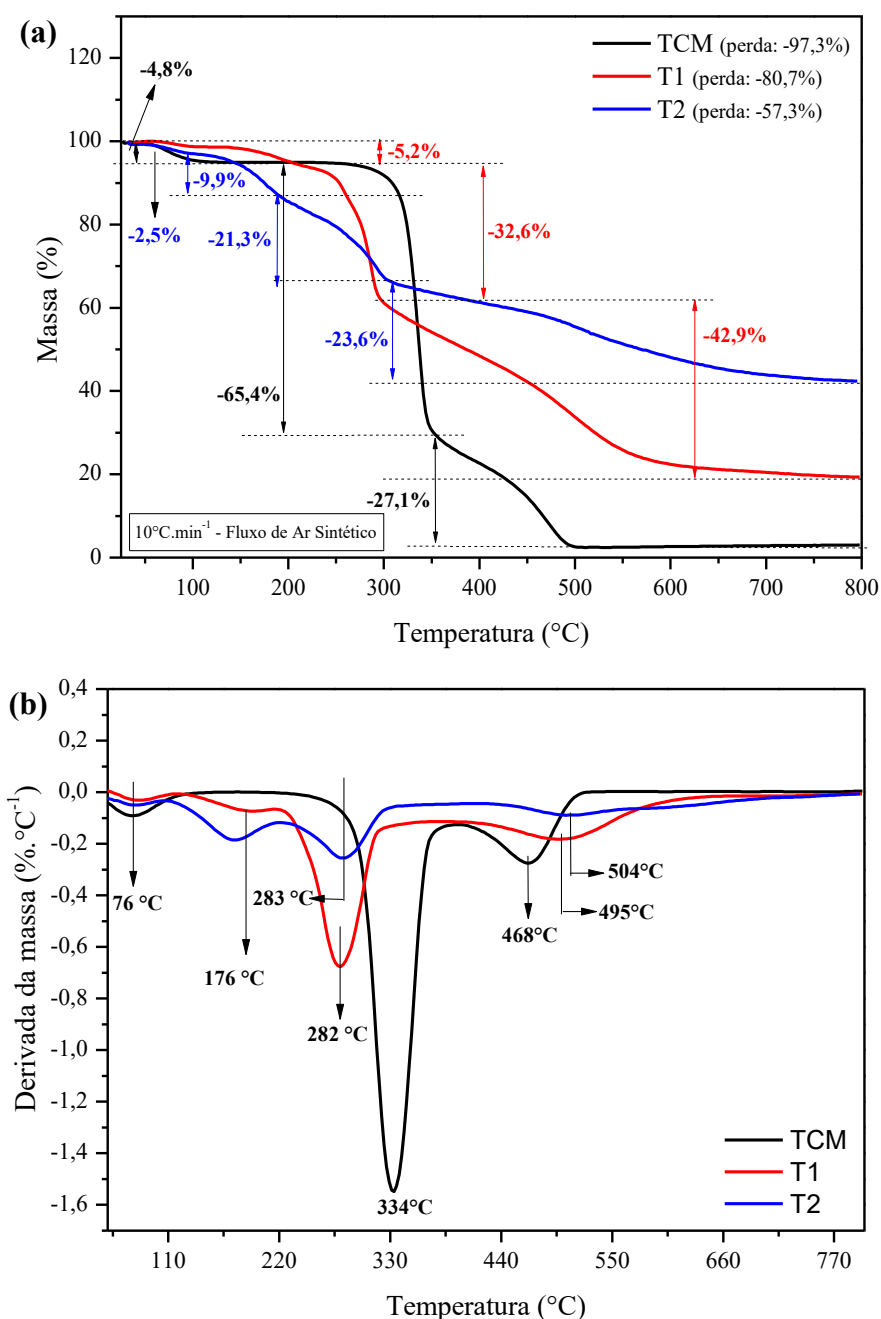 (a)
TCM (perda: -97,3%)
T1 (perda: -80,7%)
T2 (perda: -57,3%)
-4,8%
-5,2%
-9,9%
-2,5%
-21,3%
-32,6%
-23,6%
-42,9%
-65,4%
-27,1%
10°C.min⁻¹ - Fluxo de Ar Sintético
Massa (%)
120
100
80
60
40
20
0
100 200 300 400 500 600 700 800
Temperatura (°C)
(b)
Derivada da massa (%.°C⁻¹)
0,4
0,2
0,0
-0,2
-0,4
-0,6
-0,8
-1,0
-1,2
-1,4
-1,6
76 °C
283 °C
504°C
495°C
468°C
176 °C
282 °C
334°C
TCM
T1
T2
110 220 330 440 550 660 770
Temperatura (°C)